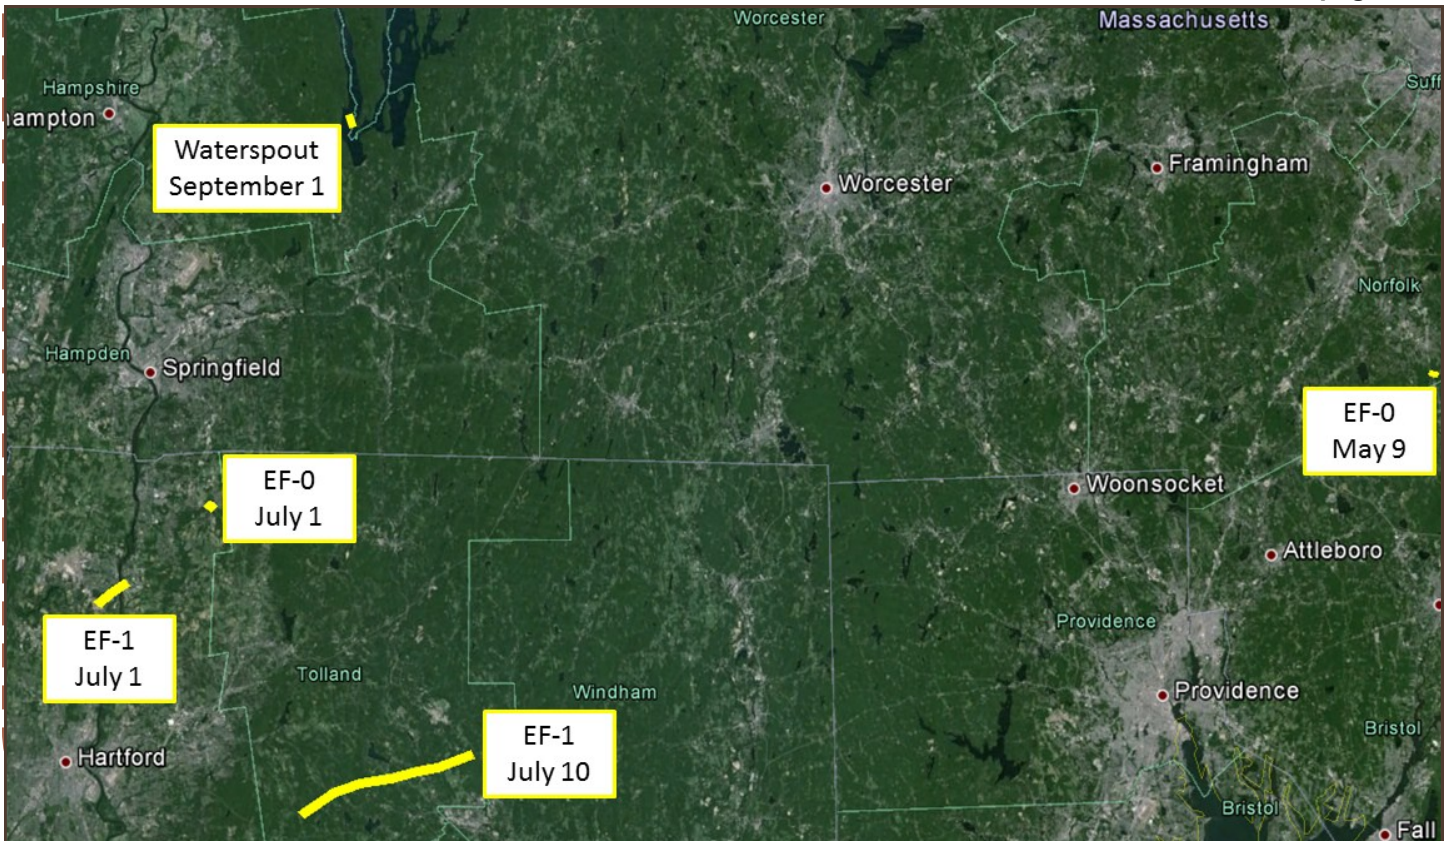 Worcester
Massachusetts
Hampshire
Suff
ampton
Waterspout
September 1
Worcester
Framingham
Norfolk
Hampden
Springfield
EF-0
May 9
EF-0
July 1
Woonsocket
Attleboro
EF-1
July 1
Providence
Tolland
Windham
Providence
EF-1
July 10
Bristol
Hartford
Bristol
Fall